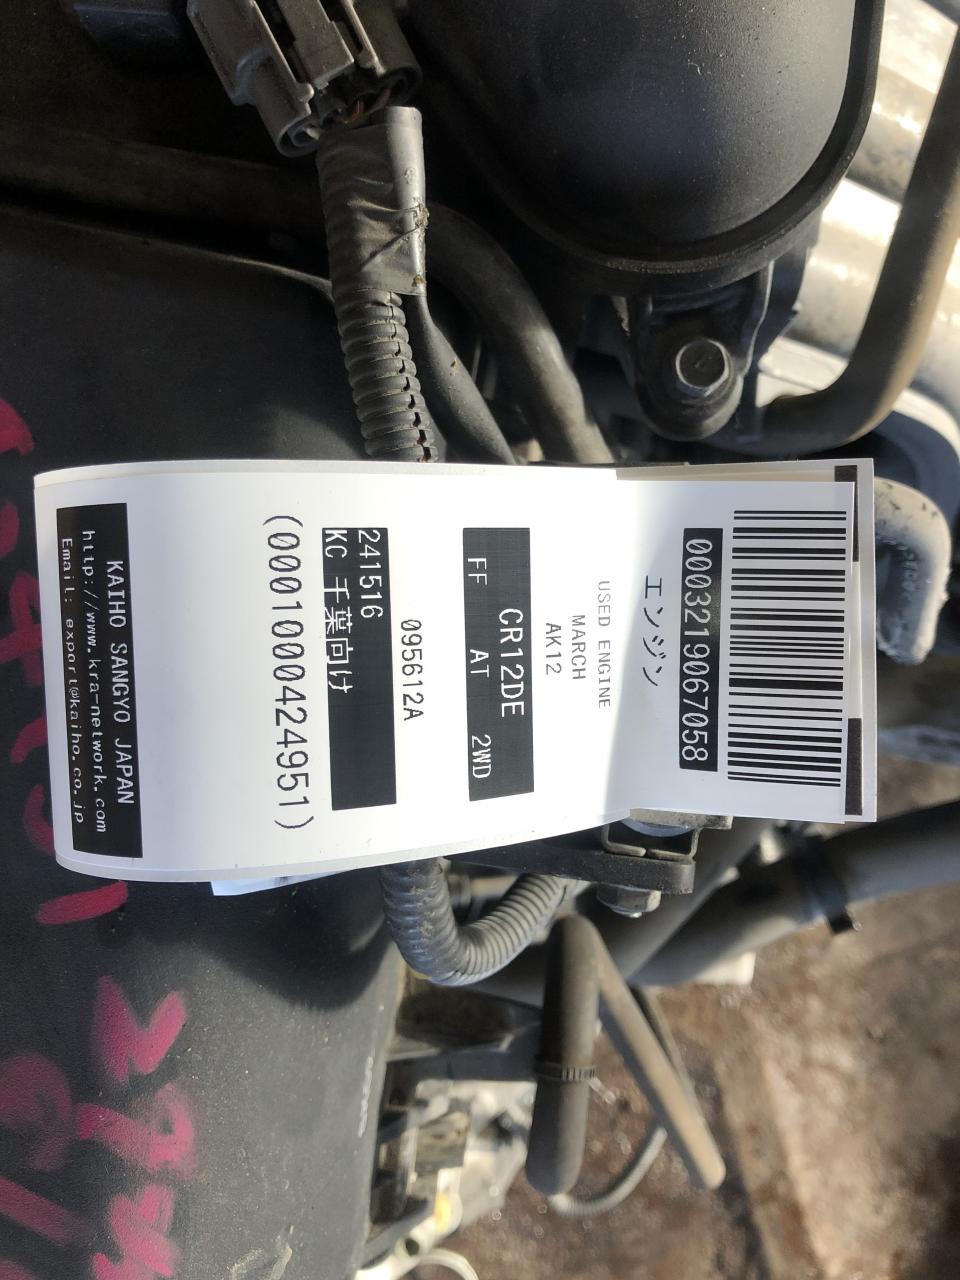 0003219067058
エンジン
USED ENGINE
MARCH
AK12
CR12DE
FF AT 2WD
095612A
241516
KC 千葉向け
(0001000424951)
KAIHO SANGYO JAPAN
http://www.kra-network.com
Email: export@kaiho.co.jp